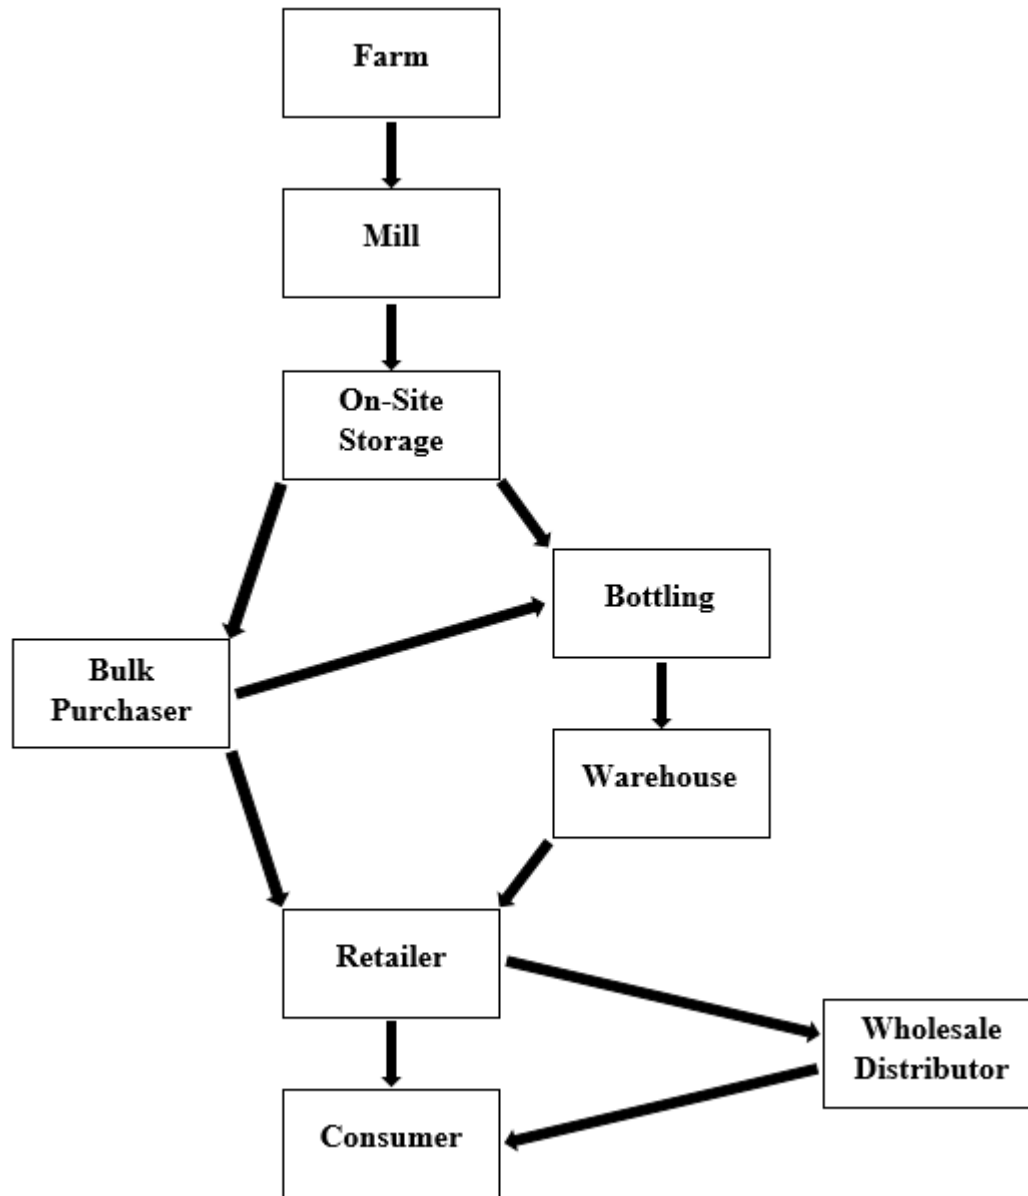 Farm
Mill
On-Site
Storage
Bottling
Bulk
Purchaser
Warehouse
Retailer
Wholesale
Distributor
Consumer